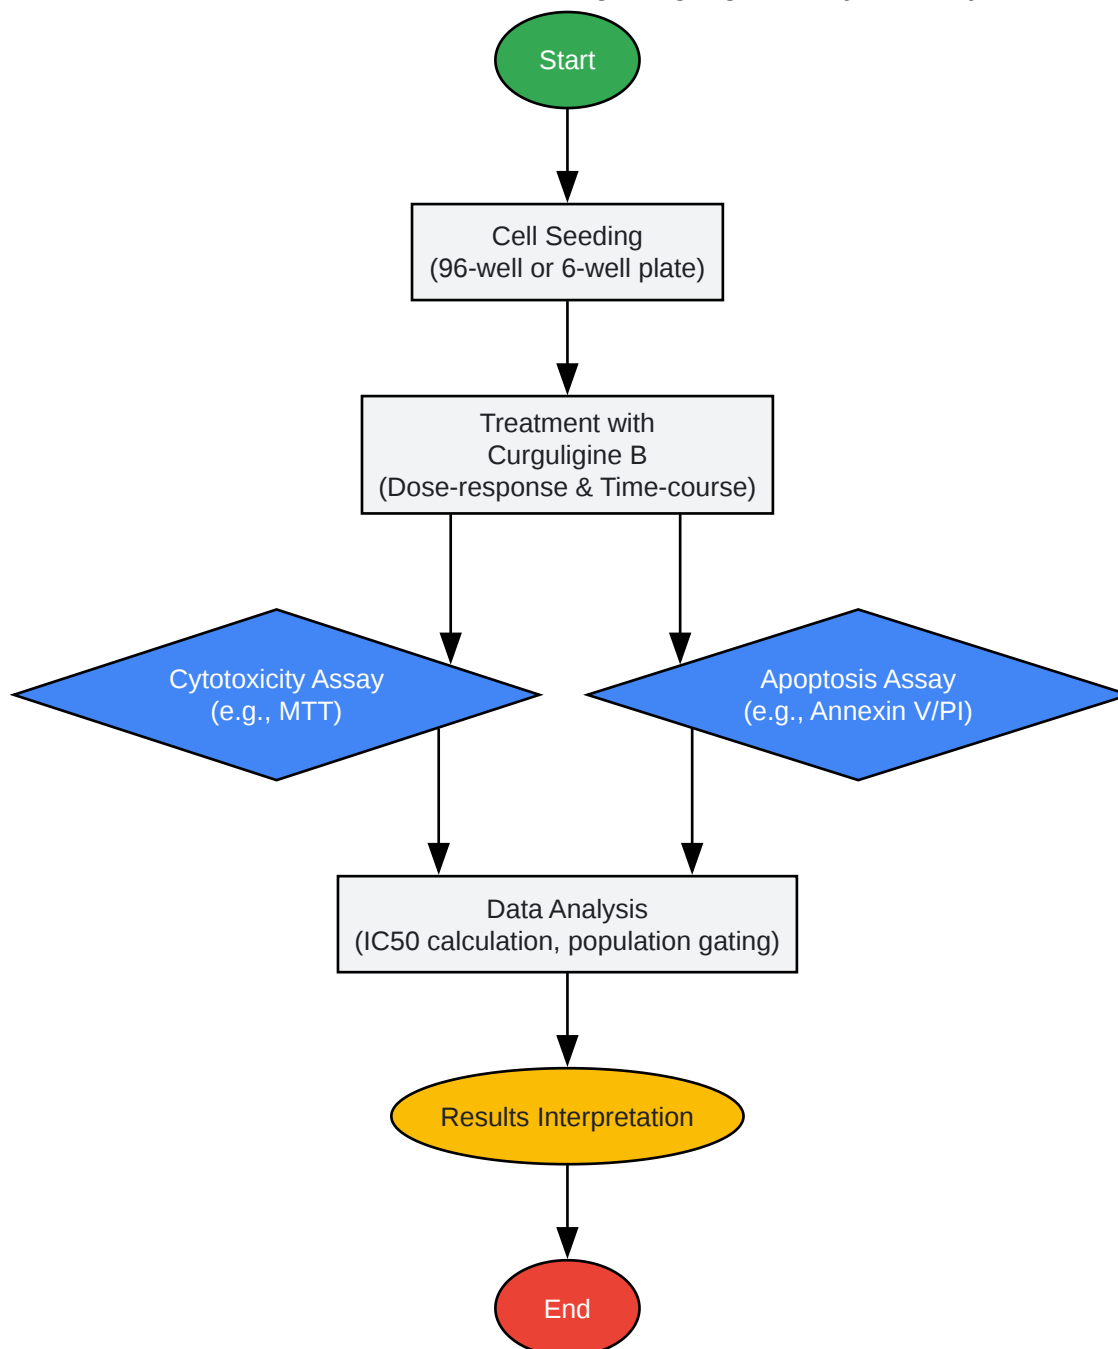 Start
Cell Seeding
(96-well or 6-well plate)
Treatment with
Curguligine B
(Dose-response & Time-course)
Cytotoxicity Assay
(e.g., MTT)
Apoptosis Assay
(e.g., Annexin V/PI)
Data Analysis
(IC50 calculation, population gating)
Results Interpretation
End